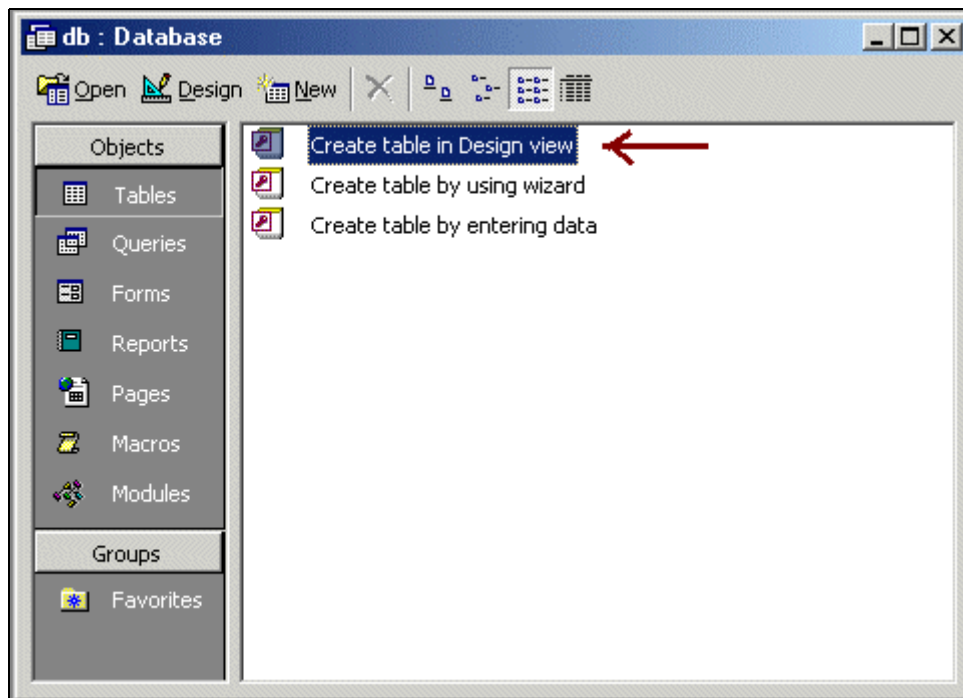 db : Database
Open Design New
Objects
Tables
Queries
Forms
Reports
Pages
Macros
Modules
Groups
Favorites
Create table in Design view
Create table by using wizard
Create table by entering data